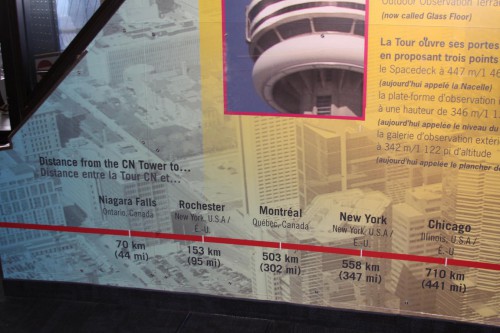 Outdoor Observation Terrac
(now called Glass Floor)
La Tour ouvre ses portes
en proposant trois points
le Spacedeck à 447 m/1 46
(aujourd'hui appelé la Nacelle)
la plate-forme d'observation
à une hauteur de 346 m/1 1
(aujourd'hui appelée le niveau de
la galerie d'observation extér
à 342 m/1 122 pi d'altitude
(aujourd'hui appelée le plancher de
Distance from the CN Tower to...
Distance entre la Tour CN et...
Niagara Falls
Ontario, Canada
70 km
(44 mi)
Rochester
New York, U.S.A./
É.-U.
153 km
(95 mi)
Montréal
Québec, Canada
503 km
(302 mi)
New York
New York, U.S.A./
É.-U.
558 km
(347 mi)
Chicago
Illinois, U.S.A./
É.-U.
710 km
(441 mi)